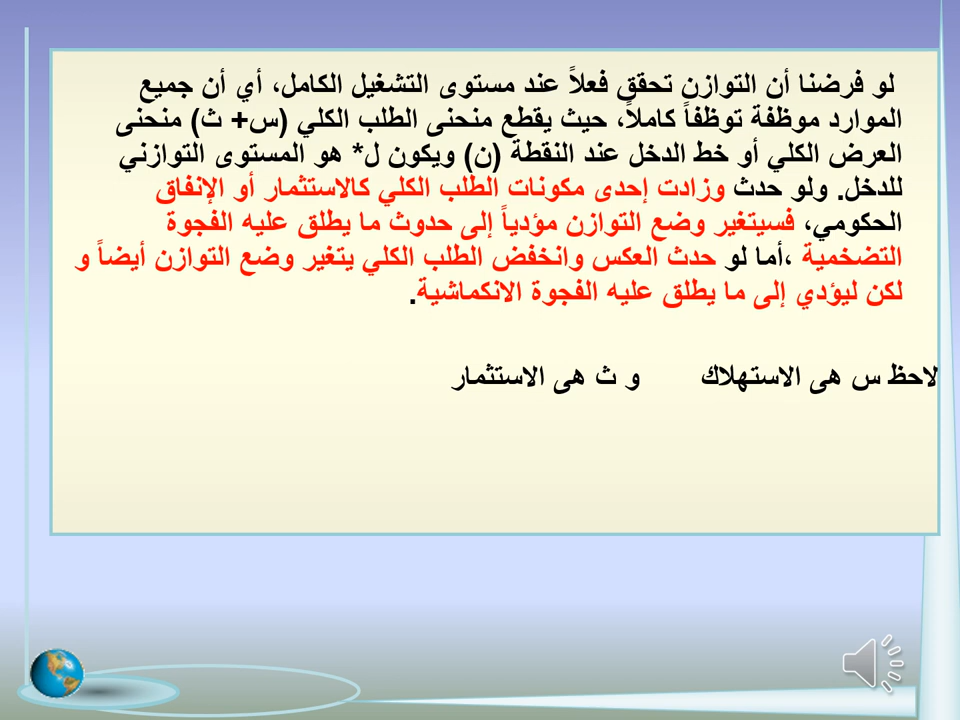 لو فرضنا أن التوازن تحقق فعلاً عند مستوى التشغيل الكامل، أي أن جميع
الموارد موظفة توظفاً كاملاً، حيث يقطع منحنى الطلب الكلي (س+ ث) منحنى
العرض الكلي أو خط الدخل عند النقطة (ن) ويكون ل* هو المستوى التوازني
للدخل. ولو حدث وزادت إحدى مكونات الطلب الكلي كالاستثمار أو الإنفاق
الحكومي، فسيتغير وضع التوازن مؤدياً إلى حدوث ما يطلق عليه الفجوة
التضخمية ،أما لو حدث العكس وانخفض الطلب الكلي يتغير وضع التوازن أيضاً و
لكن ليؤدي إلى ما يطلق عليه الفجوة الانكماشية.
لاحظ س هى الاستهلاك و ث هى الاستثمار